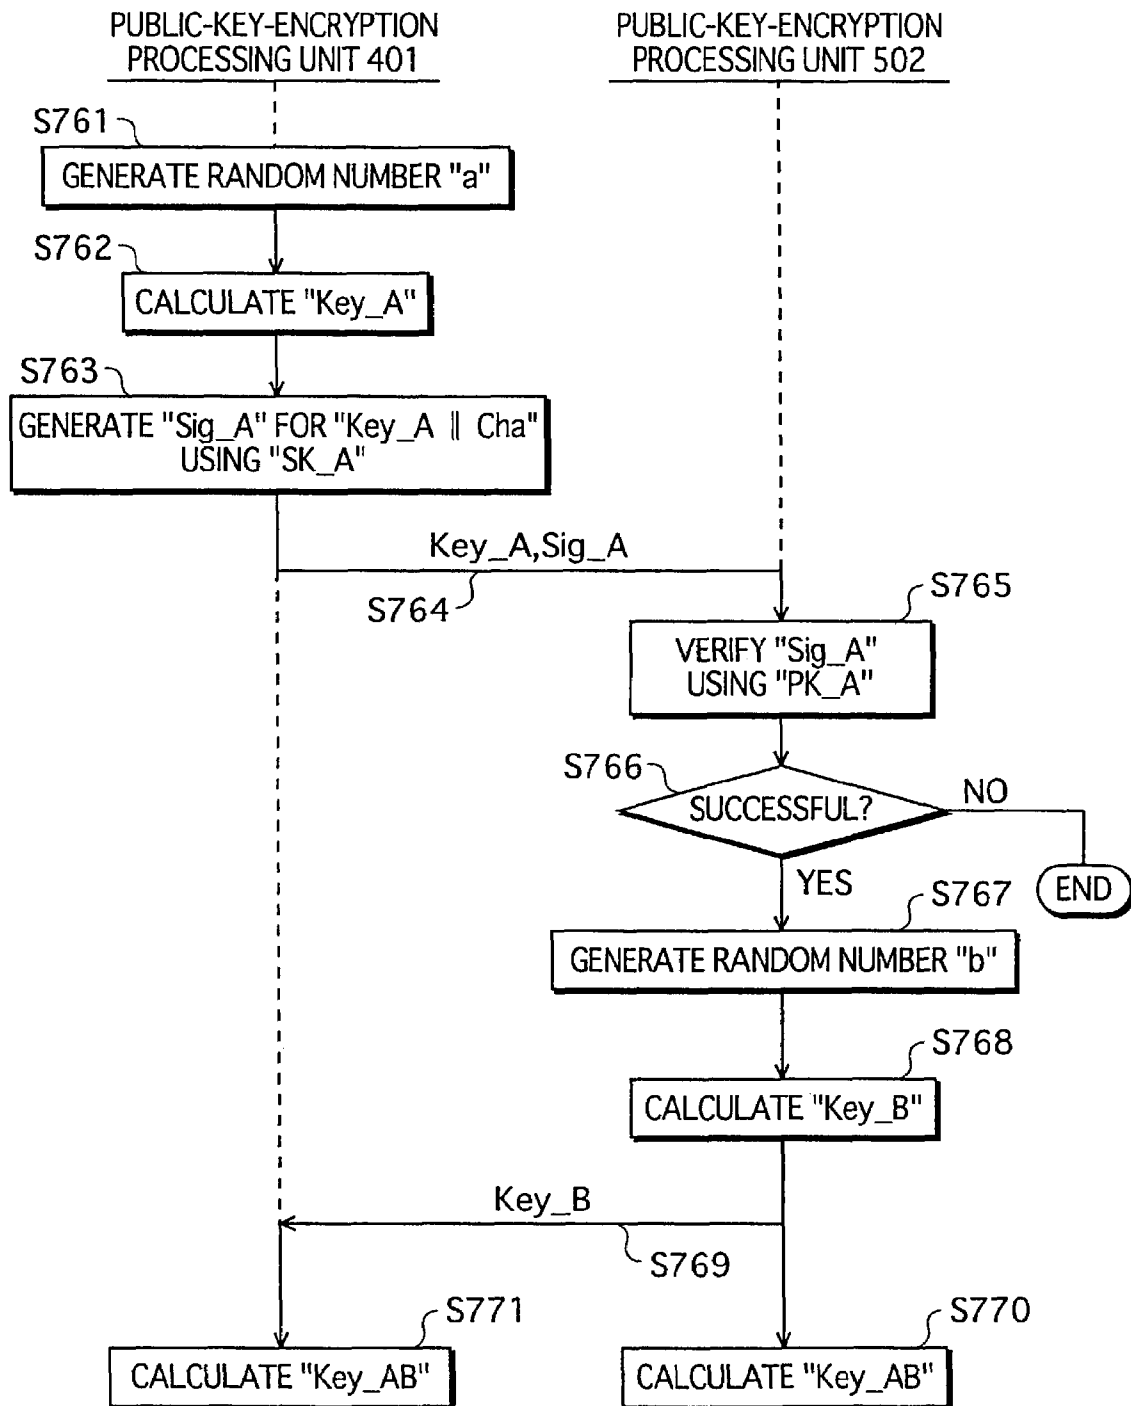 PUBLIC-KEY-ENCRYPTION
PROCESSING UNIT 401
PUBLIC-KEY-ENCRYPTION
PROCESSING UNIT 502
S761
GENERATE RANDOM NUMBER "a"
S762
CALCULATE "Key_A"
S763
GENERATE "Sig_A" FOR "Key_A || Cha"
USING "SK_A"
Key_A,Sig_A
S764
S765
VERIFY "Sig_A"
USING "PK_A"
S766
SUCCESSFUL?
NO
END
YES
S767
GENERATE RANDOM NUMBER "b"
S768
CALCULATE "Key_B"
Key_B
S769
S771
CALCULATE "Key_AB"
S770
CALCULATE "Key_AB"